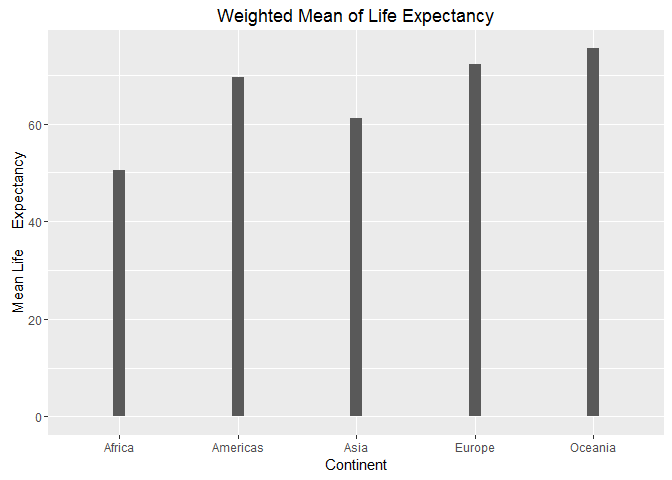 Weighted Mean of Life Expectancy
Mean Life    Expectancy
60
40
20
0
Africa Americas Asia Europe Oceania
Continent